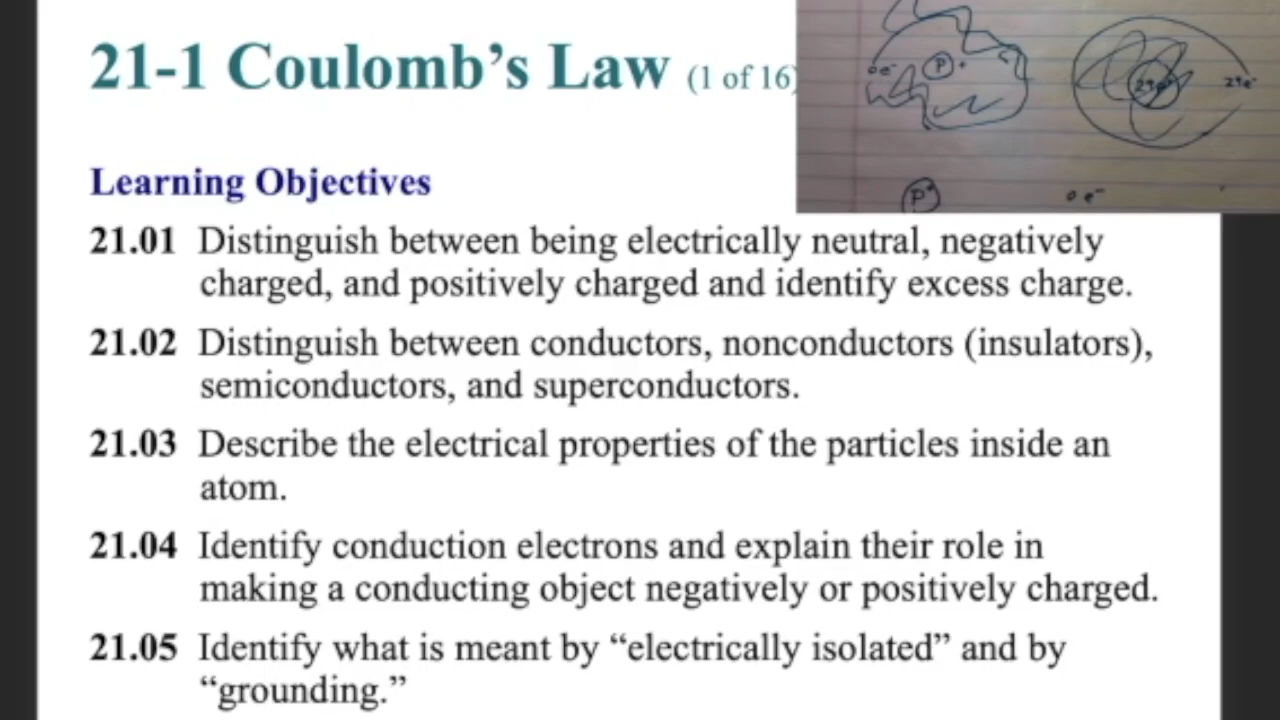 21-1 Coulomb’s Law (1 of 16)
Learning Objectives
21.01 Distinguish between being electrically neutral, negatively
charged, and positively charged and identify excess charge.
21.02 Distinguish between conductors, nonconductors (insulators),
semiconductors, and superconductors.
21.03 Describe the electrical properties of the particles inside an
atom.
21.04 Identify conduction electrons and explain their role in
making a conducting object negatively or positively charged.
21.05 Identify what is meant by “electrically isolated” and by
“grounding.”
e⁻ P +
29e⁻
P⁺ e⁻